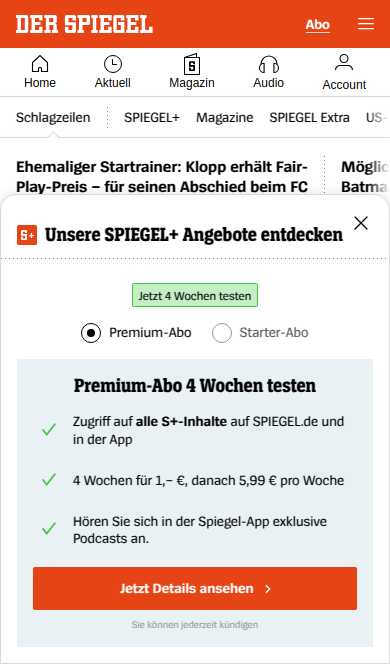 DER SPIEGEL
Abo
Home
Aktuell
Magazin
Audio
Account
Schlagzeilen
SPIEGEL+
Magazine
SPIEGEL Extra
US-
Ehemaliger Startrainer: Klopp erhält Fair-
Play-Preis – für seinen Abschied beim FC
Möglic
Batma
S+ Unsere SPIEGEL+ Angebote entdecken
Jetzt 4 Wochen testen
Premium-Abo
Starter-Abo
Premium-Abo 4 Wochen testen
Zugriff auf alle S+-Inhalte auf SPIEGEL.de und
in der App
4 Wochen für 1,– €, danach 5,99 € pro Woche
Hören Sie sich in der Spiegel-App exklusive
Podcasts an.
Jetzt Details ansehen
Sie können jederzeit kündigen